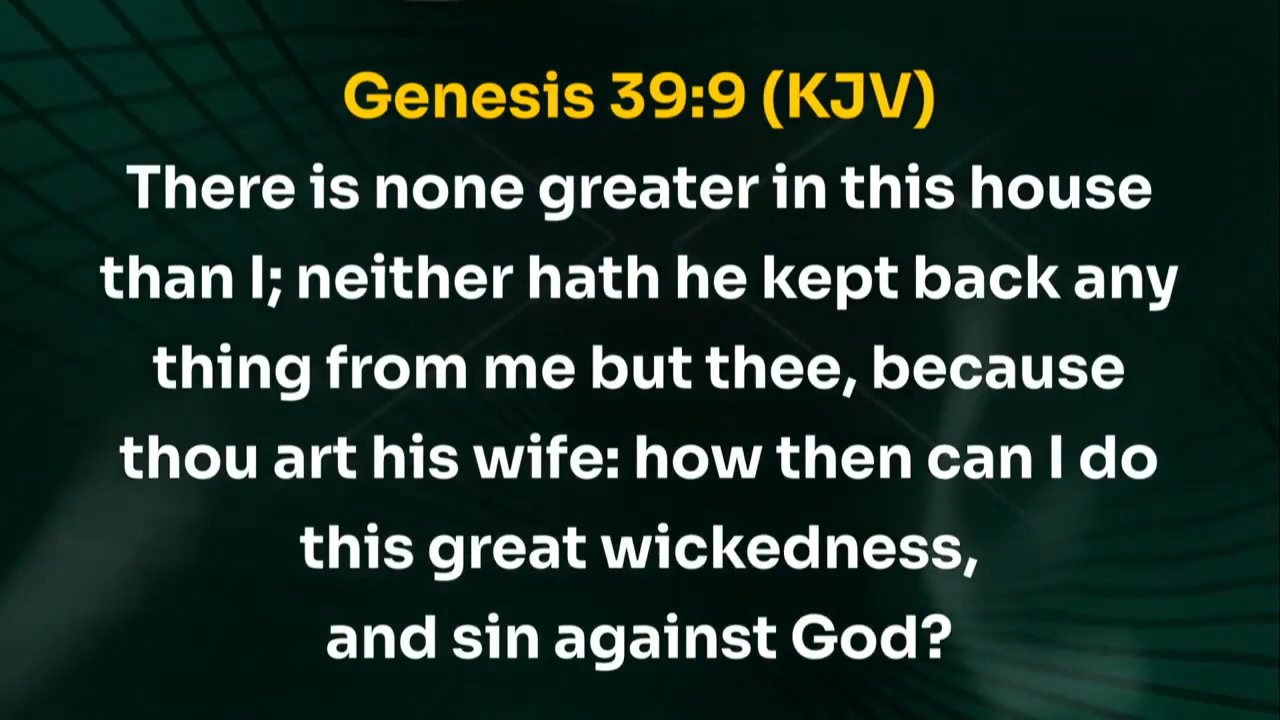 Genesis 39:9 (KJV)
There is none greater in this house
than I; neither hath he kept back any
thing from me but thee, because
thou art his wife: how then can I do
this great wickedness,
and sin against God?